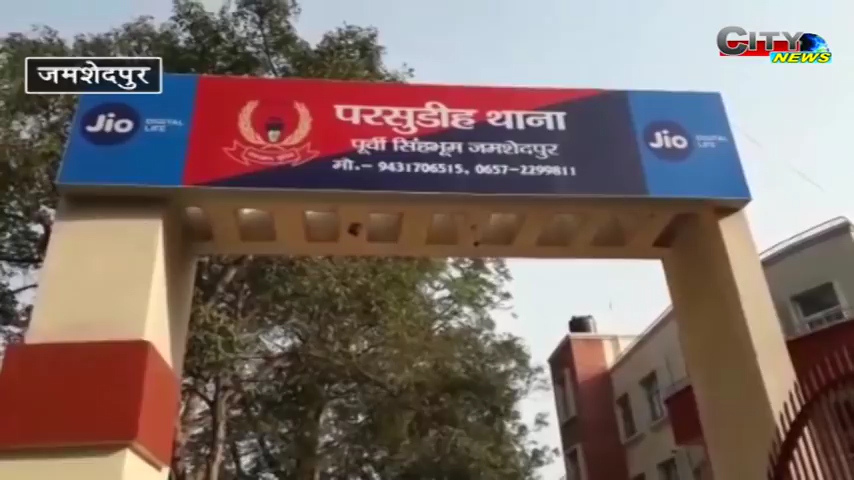 CITY
NEWS
जमशेदपुर
Jio DIGITAL LIFE
परसुडीह थाना
पूर्वी सिंहभूम जमशेदपुर
मो.- 9431706515, 0657-2299811
Jio DIGITAL LIFE